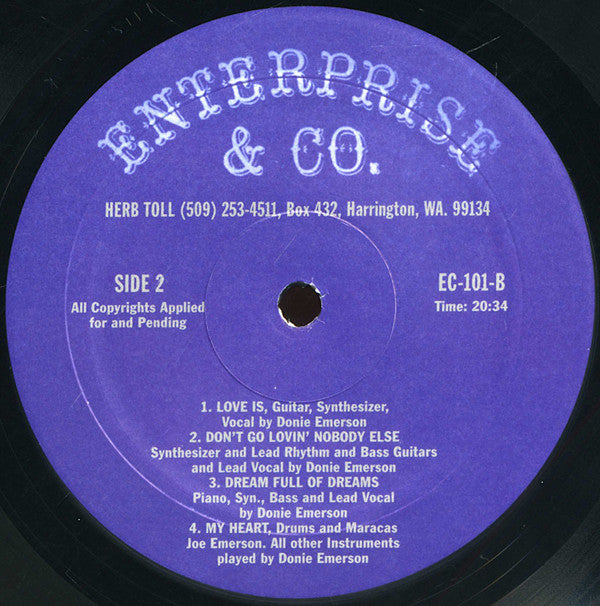 ENTERPRISE
& CO.
HERB TOLL (509) 253-4511, Box 432, Harrington, WA. 99134
SIDE 2
All Copyrights Applied
for and Pending
EC-101-B
Time: 20:34
1. LOVE IS, Guitar, Synthesizer,
Vocal by Donie Emerson
2. DON'T GO LOVIN' NOBODY ELSE
Synthesizer and Lead Rhythm and Bass Guitars
and Lead Vocal by Donie Emerson
3. DREAM FULL OF DREAMS
Piano, Syn., Bass and Lead Vocal
by Donie Emerson
4. MY HEART, Drums and Maracas
Joe Emerson. All other Instruments
played by Donie Emerson